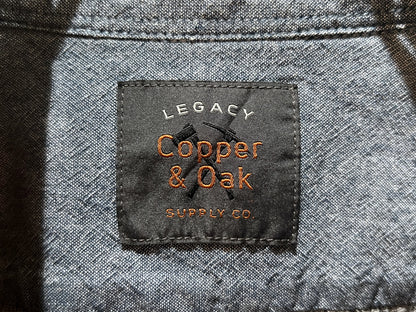 LEGACY
Copper
& Oak
SUPPLY CO.